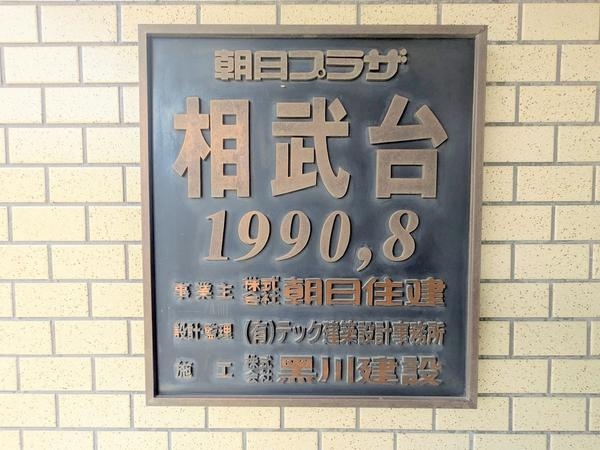 朝日プラザ
相武台
1990,8
事業主 株式会社 朝日住建
設計監理 (有)テック建築設計事務所
施工 株式会社 黑川建設